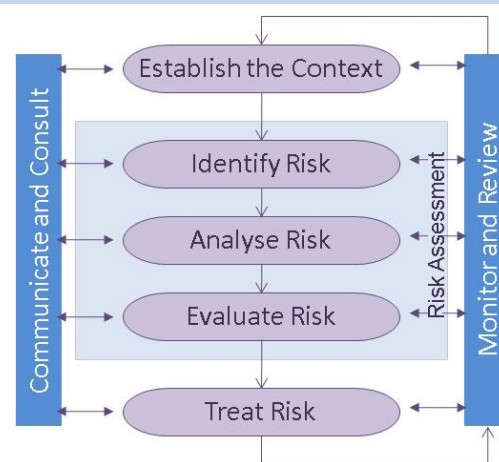 Establish the Context
Communicate and Consult
Identify Risk
Analyse Risk
Evaluate Risk
Risk Assessment
Monitor and Review
Treat Risk